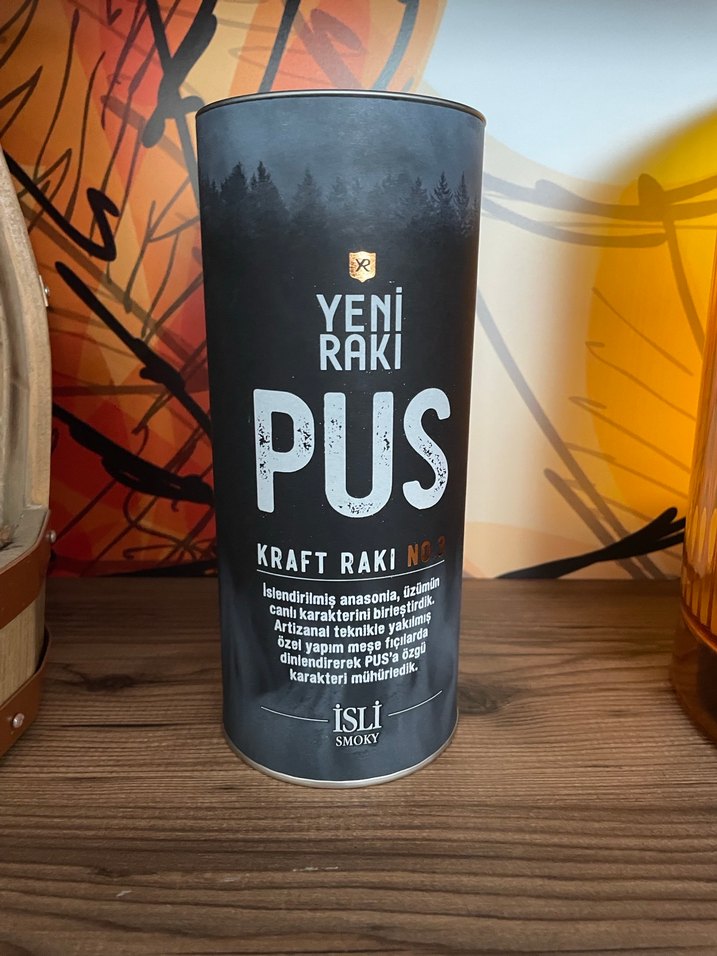 YR
YENİ
RAKI
PUS
KRAFT RAKI NO 3
İslendirilmiş anasonla, üzümün
canlı karakterini birleştirdik.
Artizanal teknikle yakılmış
özel yapım meşe fıçılarda
dinlendirerek PUS'a özgü
karakteri mühürledik.
İSLİ
SMOKY